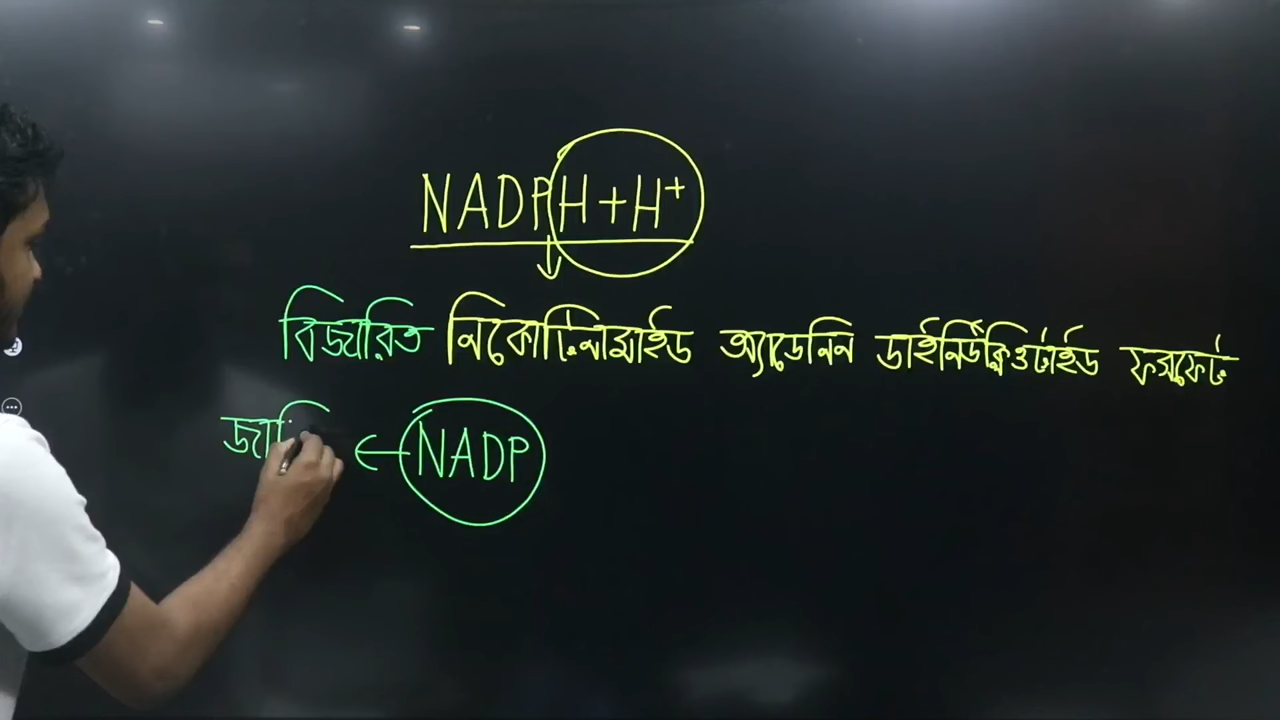 NADPH + H⁺
বিজারিত নিকোটিনামাইড অ্যাডেনিন ডাইনিউক্লিওটাইড ফসফেট
জারি ← NADP